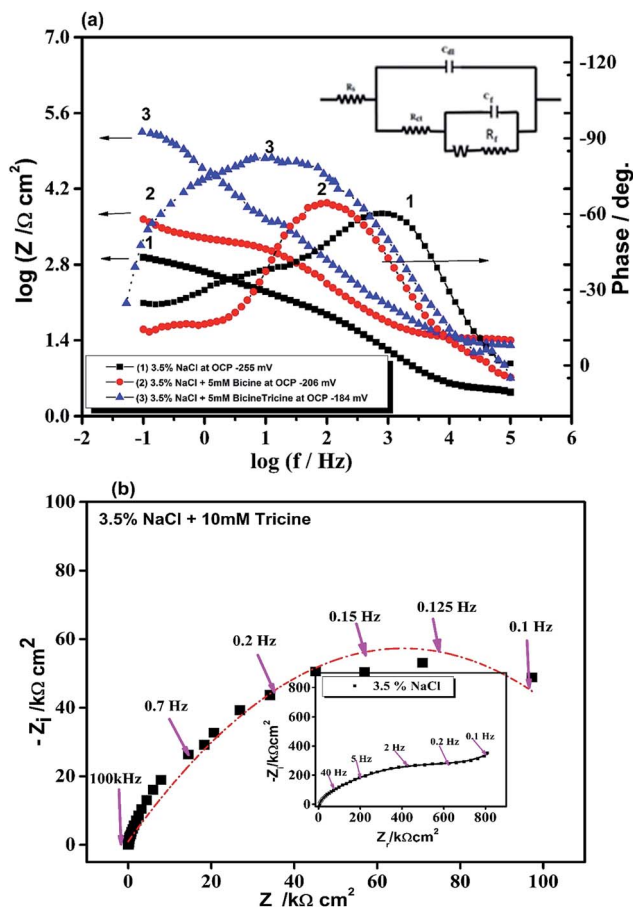 (a)
7.0
5.6
4.2
2.8
1.4
0.0
log (Z /Ω cm²)
-120
-90
-60
-30
0
Phase / deg.
Cdl
Rs
Rct
Cf
W
Rf
3
3
2
2
1
1
(1) 3.5% NaCl at OCP -255 mV
(2) 3.5% NaCl + 5mM Bicine at OCP -206 mV
(3) 3.5% NaCl + 5mM BicineTricine at OCP -184 mV
-2 -1 0 1 2 3 4 5 6
log (f / Hz)
(b)
3.5% NaCl + 10mM Tricine
100
80
60
40
20
0
-Zi /kΩ cm²
0.15 Hz
0.125 Hz
0.1 Hz
0.2 Hz
0.7 Hz
100kHz
3.5 % NaCl
800
600
400
200
0
-Zi/kΩcm²
40 Hz
5 Hz
2 Hz
0.2 Hz
0.1 Hz
0 200 400 600 800
Zr/kΩcm²
0 20 40 60 80 100
Z /kΩ cm²